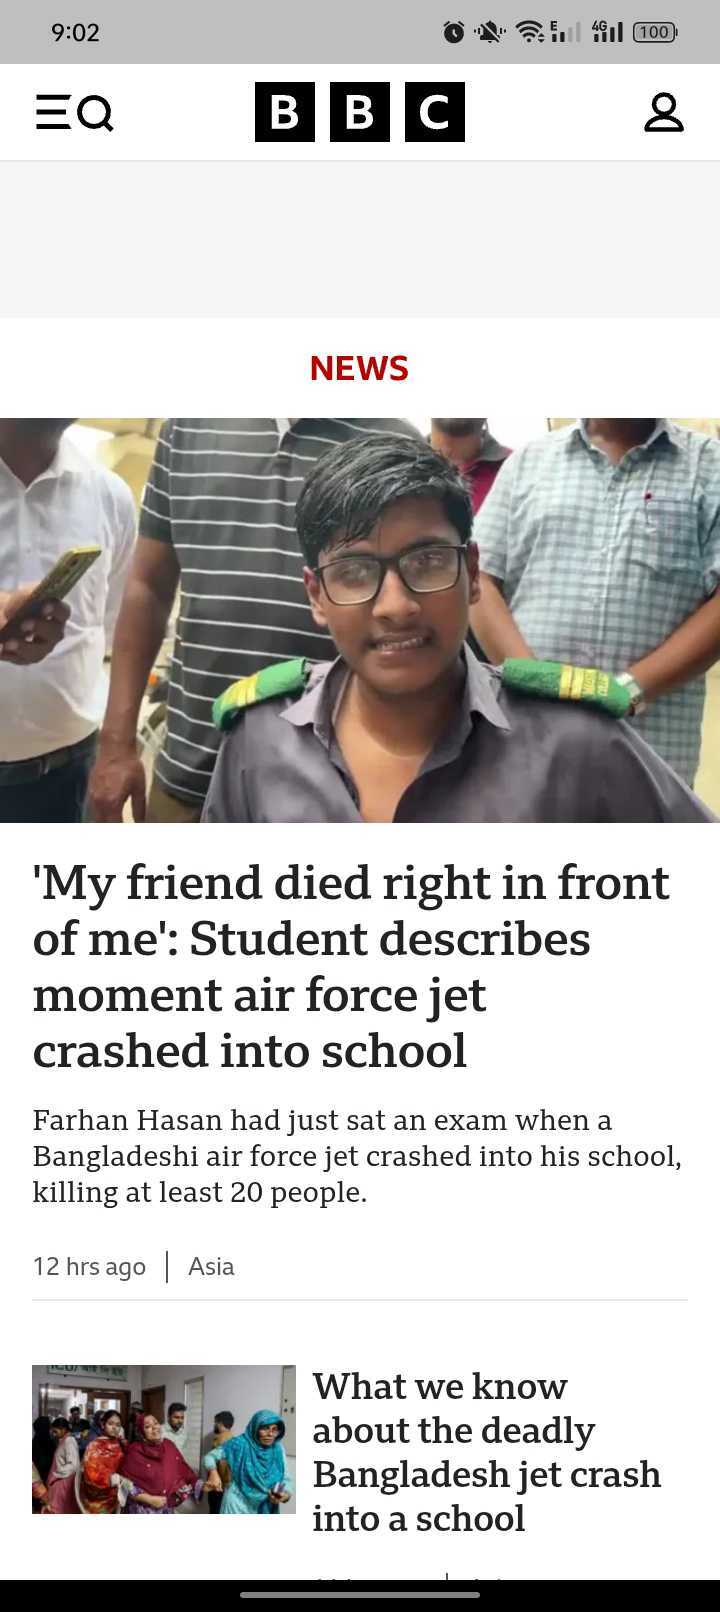 9:02
E 4G 100
BBC
NEWS
'My friend died right in front
of me': Student describes
moment air force jet
crashed into school
Farhan Hasan had just sat an exam when a
Bangladeshi air force jet crashed into his school,
killing at least 20 people.
12 hrs ago | Asia
What we know
about the deadly
Bangladesh jet crash
into a school